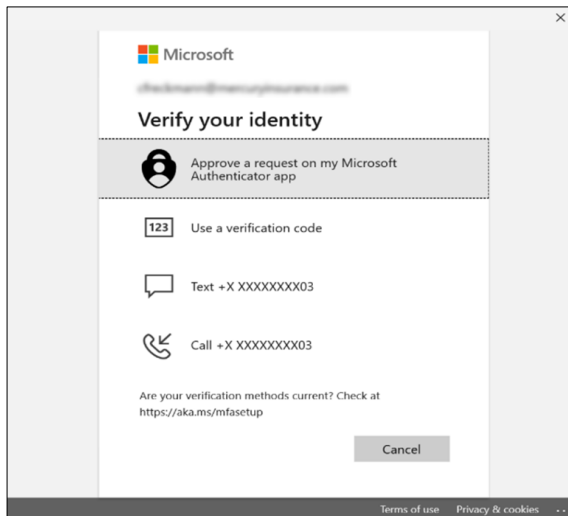 Microsoft
Verify your identity
Approve a request on my Microsoft
Authenticator app
123
Use a verification code
Text +X XXXXXXXX03
Call +X XXXXXXXX03
Are your verification methods current? Check at
https://aka.ms/mfasetup
Cancel
Terms of use Privacy & cookies ..